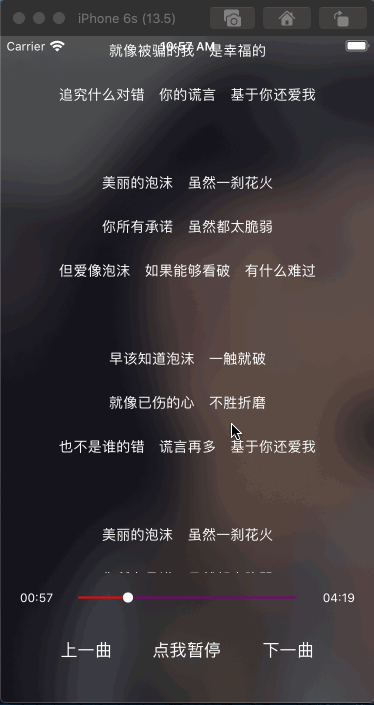 iPhone 6s (13.5)
Carrier 10:57 AM
就像被骗的我 是幸福的
追究什么对错 你的谎言 基于你还爱我
美丽的泡沫 虽然一刹花火
你所有承诺 虽然都太脆弱
但爱像泡沫 如果能够看破 有什么难过
早该知道泡沫 一触就破
就像已伤的心 不胜折磨
也不是谁的错 谎言再多 基于你还爱我
美丽的泡沫 虽然一刹花火
00:57 04:19
上一曲 点我暂停 下一曲